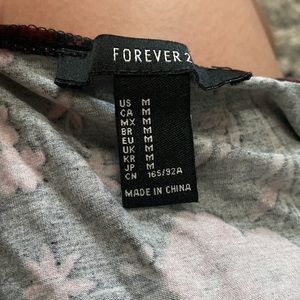 FOREVER 2
US M
CA M
MX M
BR M
EU M
UK M
KR M
JP M
CN 165/92A
MADE IN CHINA